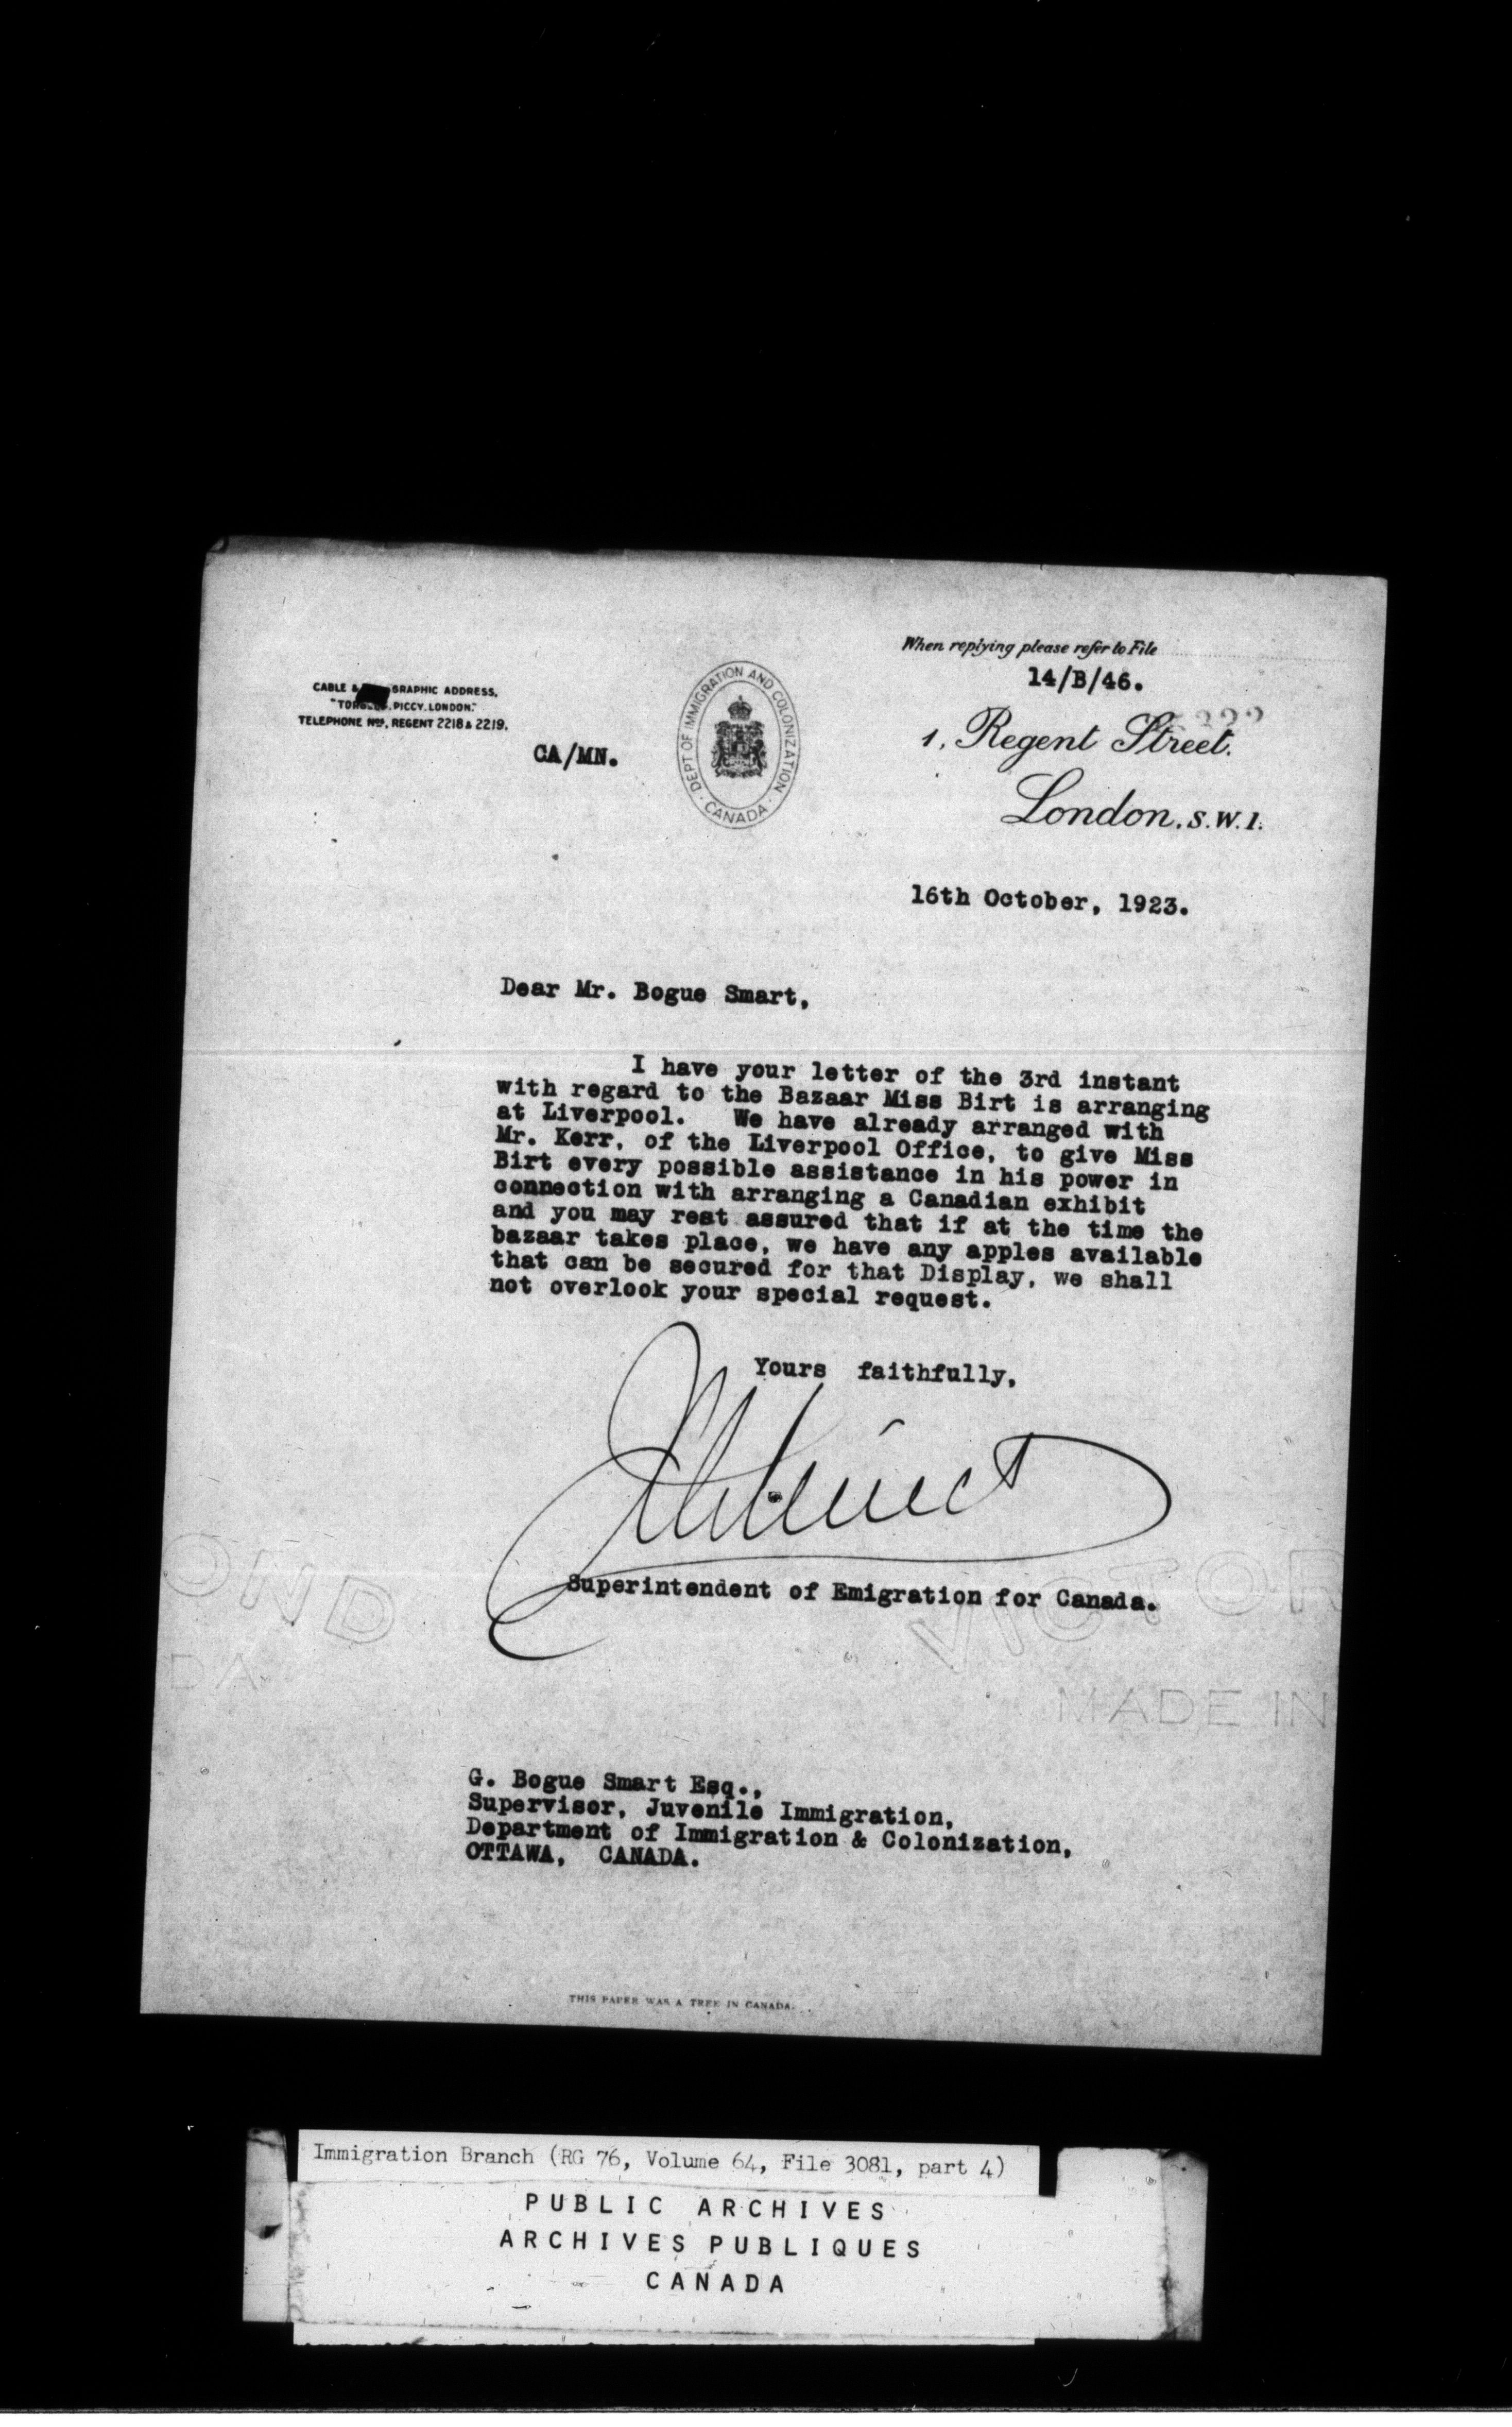 When replying please refer to File
14/B/46.
CABLE & GRAPHIC ADDRESS,
PICCY. LONDON."
TELEPHONE Nos. REGENT 2218 & 2219.
CA/MN.
DEPT OF IMMIGRATION AND COLONIZATION · CANADA ·
1, Regent Street.
London. S.W.1.
16th October, 1923.
Dear Mr. Bogue Smart,
I have your letter of the 3rd instant
with regard to the Bazaar Miss Birt is arranging
at Liverpool. We have already arranged with
Mr. Kerr, of the Liverpool Office, to give Miss
Birt every possible assistance in his power in
connection with arranging a Canadian exhibit
and you may rest assured that if at the time the
bazaar takes place, we have any apples available
that can be secured for that Display, we shall
not overlook your special request.
Yours faithfully,
Superintendent of Emigration for Canada.
OND
VICTOR
DA
MADE IN
G. Bogue Smart Esq.,
Supervisor, Juvenile Immigration,
Department of Immigration & Colonization,
OTTAWA, CANADA.
THIS PAPER WAS A TREE IN CANADA.
Immigration Branch (RG 76, Volume 64, File 3081, part 4)
PUBLIC ARCHIVES
ARCHIVES PUBLIQUES
CANADA